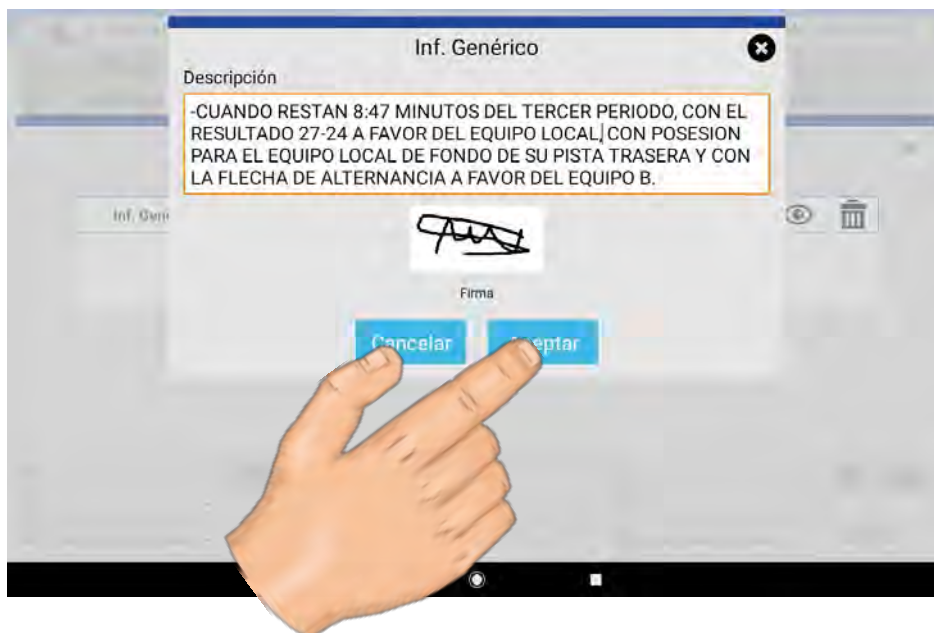 Inf. Genérico
Descripción
-CUANDO RESTAN 8:47 MINUTOS DEL TERCER PERIODO, CON EL
RESULTADO 27-24 A FAVOR DEL EQUIPO LOCAL, CON POSESION
PARA EL EQUIPO LOCAL DE FONDO DE SU PISTA TRASERA Y CON
LA FLECHA DE ALTERNANCIA A FAVOR DEL EQUIPO B.
Inf.
Firma
Cancelar Aceptar